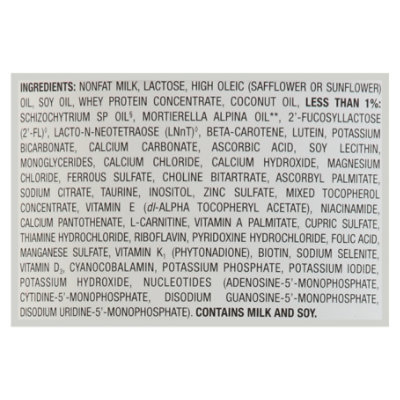 INGREDIENTS: NONFAT MILK, LACTOSE, HIGH OLEIC (SAFFLOWER OR SUNFLOWER)
OIL, SOY OIL, WHEY PROTEIN CONCENTRATE, COCONUT OIL, LESS THAN 1%:
SCHIZOCHYTRIUM SP OIL§, MORTIERELLA ALPINA OIL**, 2'-FUCOSYLLACTOSE
(2'-FL)◊, LACTO-N-NEOTETRAOSE (LNnT)◊, BETA-CAROTENE, LUTEIN, POTASSIUM
BICARBONATE, CALCIUM CARBONATE, ASCORBIC ACID, SOY LECITHIN,
MONOGLYCERIDES, CALCIUM CHLORIDE, CALCIUM HYDROXIDE, MAGNESIUM
CHLORIDE, FERROUS SULFATE, CHOLINE BITARTRATE, ASCORBYL PALMITATE,
SODIUM CITRATE, TAURINE, INOSITOL, ZINC SULFATE, MIXED TOCOPHEROL
CONCENTRATE, VITAMIN E (dl-ALPHA TOCOPHERYL ACETATE), NIACINAMIDE,
CALCIUM PANTOTHENATE, L-CARNITINE, VITAMIN A PALMITATE, CUPRIC SULFATE,
THIAMINE HYDROCHLORIDE, RIBOFLAVIN, PYRIDOXINE HYDROCHLORIDE, FOLIC ACID,
MANGANESE SULFATE, VITAMIN K₁ (PHYTONADIONE), BIOTIN, SODIUM SELENITE,
VITAMIN D₃, CYANOCOBALAMIN, POTASSIUM PHOSPHATE, POTASSIUM IODIDE,
POTASSIUM HYDROXIDE, NUCLEOTIDES (ADENOSINE-5'-MONOPHOSPHATE,
CYTIDINE-5'-MONOPHOSPHATE, DISODIUM GUANOSINE-5'-MONOPHOSPHATE,
DISODIUM URIDINE-5'-MONOPHOSPHATE). CONTAINS MILK AND SOY.